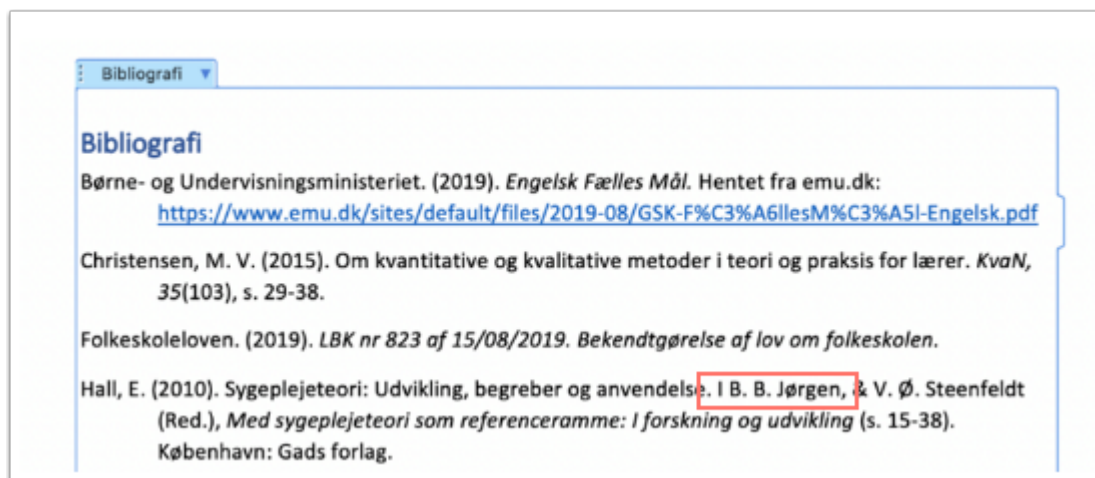 Bibliografi
Bibliografi
Børne- og Undervisningsministeriet. (2019). Engelsk Fælles Mål. Hentet fra emu.dk:
https://www.emu.dk/sites/default/files/2019-08/GSK-F%C3%A6llesM%C3%A5l-Engelsk.pdf
Christensen, M. V. (2015). Om kvantitative og kvalitative metoder i teori og praksis for lærer. KvaN,
35(103), s. 29-38.
Folkeskoleloven. (2019). LBK nr 823 af 15/08/2019. Bekendtgørelse af lov om folkeskolen.
Hall, E. (2010). Sygeplejeteori: Udvikling, begreber og anvendelse. I B. B. Jørgen, & V. Ø. Steenfeldt
(Red.), Med sygeplejeteori som referenceramme: I forskning og udvikling (s. 15-38).
København: Gads forlag.